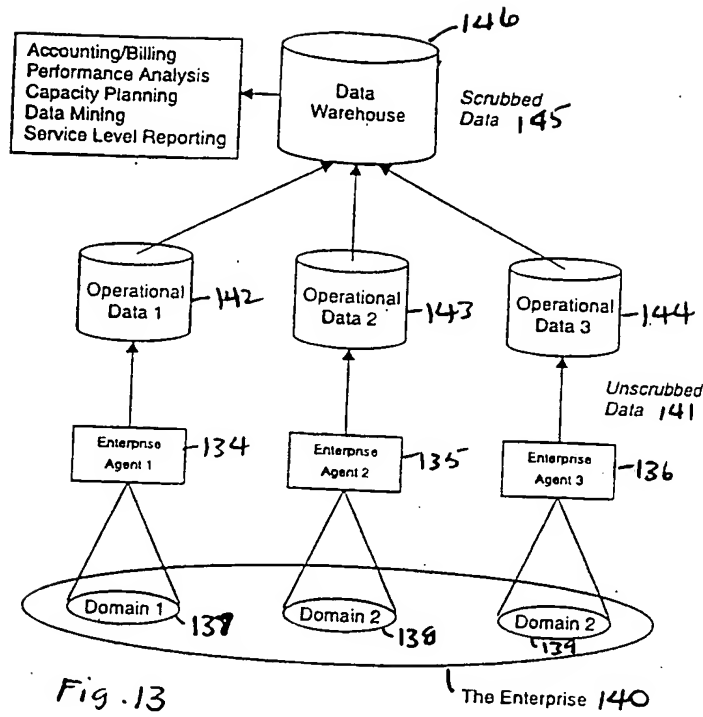 146
Accounting/Billing
Performance Analysis
Capacity Planning
Data Mining
Service Level Reporting
Data
Warehouse
Scrubbed
Data 145
Operational
Data 1
142
Operational
Data 2
143
Operational
Data 3
144
Unscrubbed
Data 141
Enterprise
Agent 1
134
Enterprise
Agent 2
135
Enterprise
Agent 3
136
Domain 1
Domain 2
138
Domain 2
139
Fig. 13
The Enterprise 140